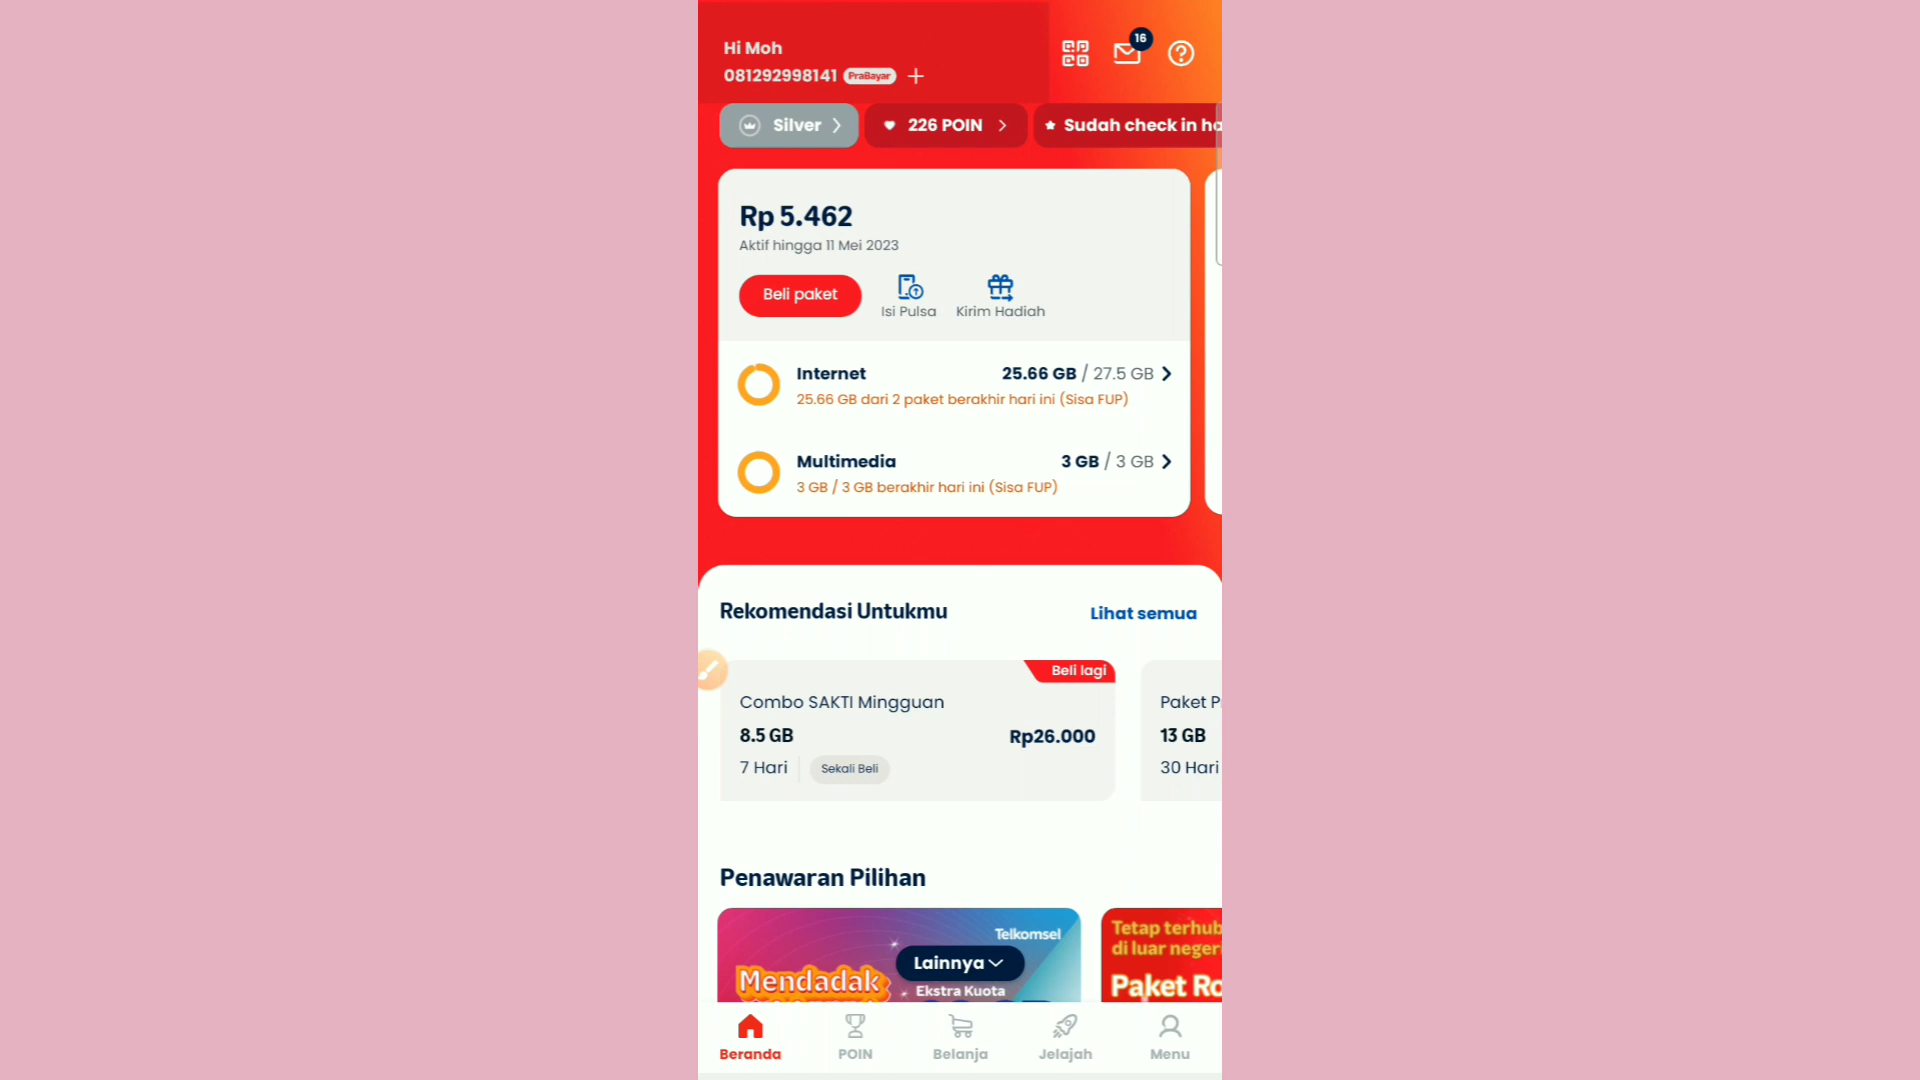 Hi Moh
16
081292998141 PraBayar +
Silver
226 POIN
Sudah check in ha
Rp 5.462
Aktif hingga 11 Mei 2023
Beli paket
Isi Pulsa
Kirim Hadiah
Internet
25.66 GB / 27.5 GB
25.66 GB dari 2 paket berakhir hari ini (Sisa FUP)
Multimedia
3 GB / 3 GB
3 GB / 3 GB berakhir hari ini (Sisa FUP)
Rekomendasi Untukmu
Lihat semua
Beli lagi
Combo SAKTI Mingguan
8.5 GB
Rp26.000
7 Hari
Sekali Beli
Paket P
13 GB
30 Hari
Penawaran Pilihan
Telkomsel
Mendadak
Lainnya
Ekstra Kuota
Tetap terhub
di luar neger
Paket Ro
Beranda
POIN
Belanja
Jelajah
Menu